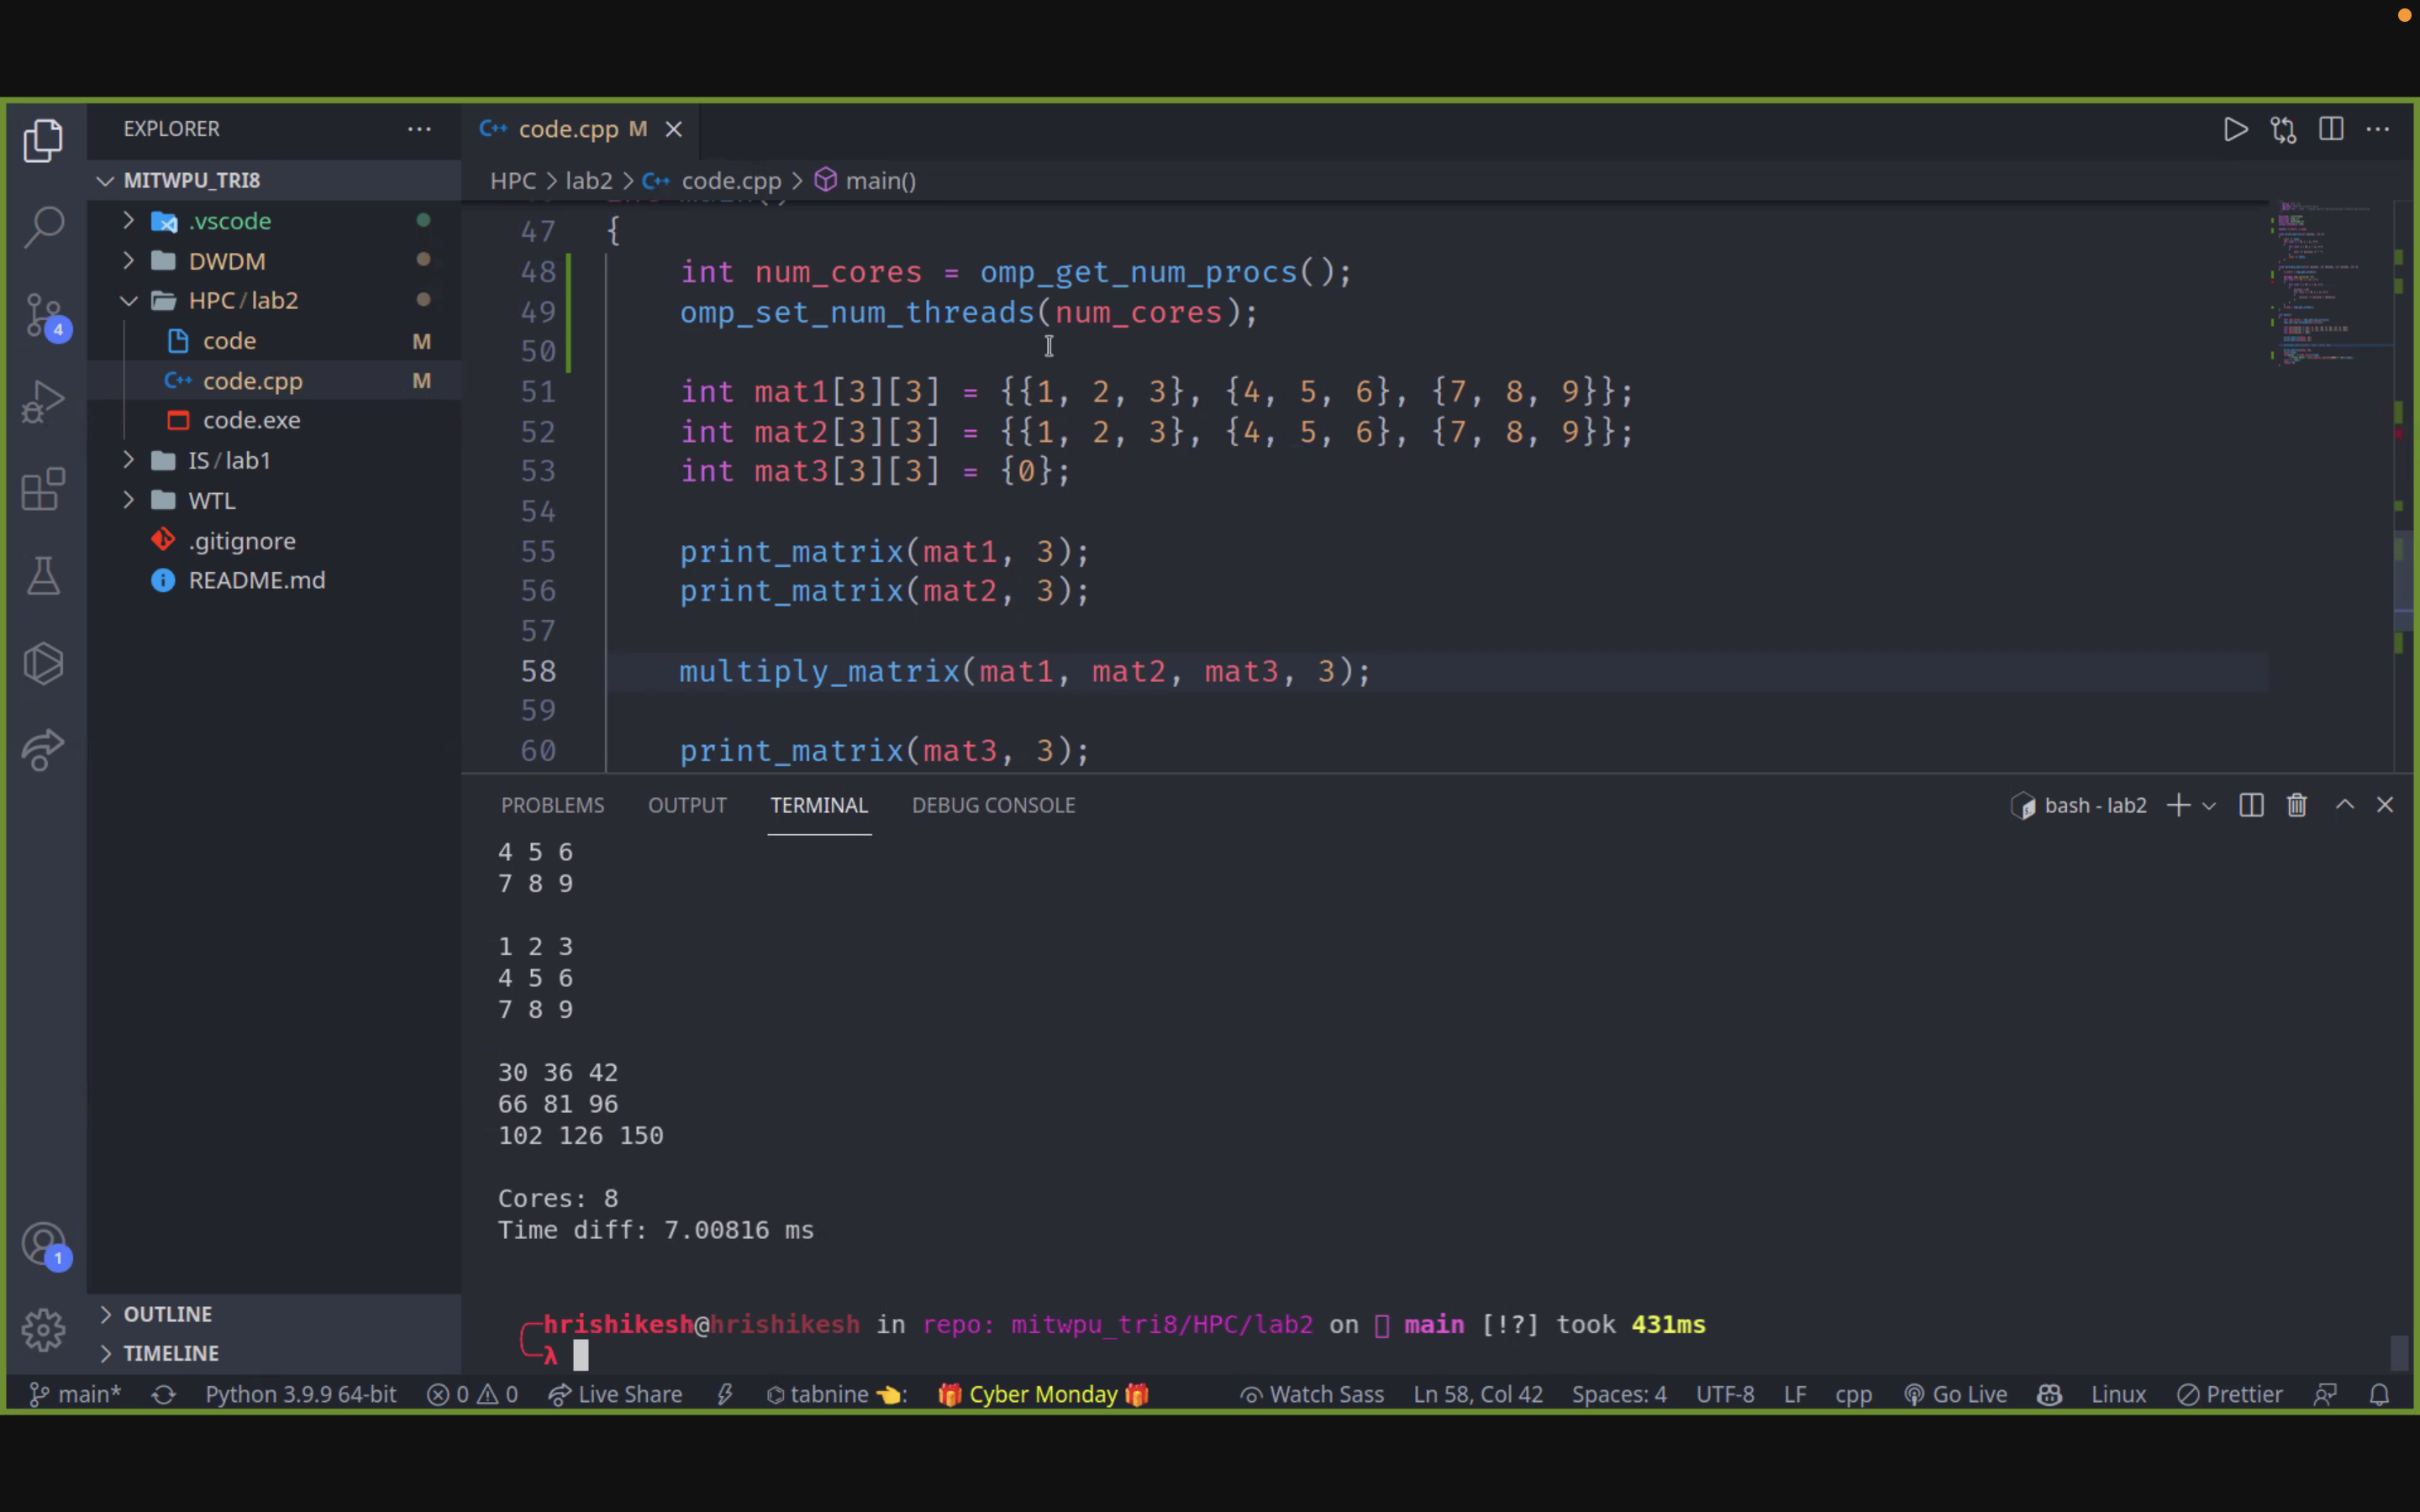 EXPLORER ···
MITWPU_TRI8
.vscode
DWDM
HPC / lab2
code M
code.cpp M
code.exe
IS / lab1
WTL
.gitignore
README.md
OUTLINE
TIMELINE
4
1
code.cpp M
HPC > lab2 > code.cpp > main()
47 {
48 int num_cores = omp_get_num_procs();
49 omp_set_num_threads(num_cores);
50
51 int mat1[3][3] = {{1, 2, 3}, {4, 5, 6}, {7, 8, 9}};
52 int mat2[3][3] = {{1, 2, 3}, {4, 5, 6}, {7, 8, 9}};
53 int mat3[3][3] = {0};
54
55 print_matrix(mat1, 3);
56 print_matrix(mat2, 3);
57
58 multiply_matrix(mat1, mat2, mat3, 3);
59
60 print_matrix(mat3, 3);
PROBLEMS OUTPUT TERMINAL DEBUG CONSOLE bash - lab2
4 5 6
7 8 9
1 2 3
4 5 6
7 8 9
30 36 42
66 81 96
102 126 150
Cores: 8
Time diff: 7.00816 ms
hrishikesh@hrishikesh in repo: mitwpu_tri8/HPC/lab2 on main [!?] took 431ms
λ
main* Python 3.9.9 64-bit 0 0 Live Share tabnine 👈: 🎁 Cyber Monday 🎁 Watch Sass Ln 58, Col 42 Spaces: 4 UTF-8 LF cpp Go Live Linux Prettier